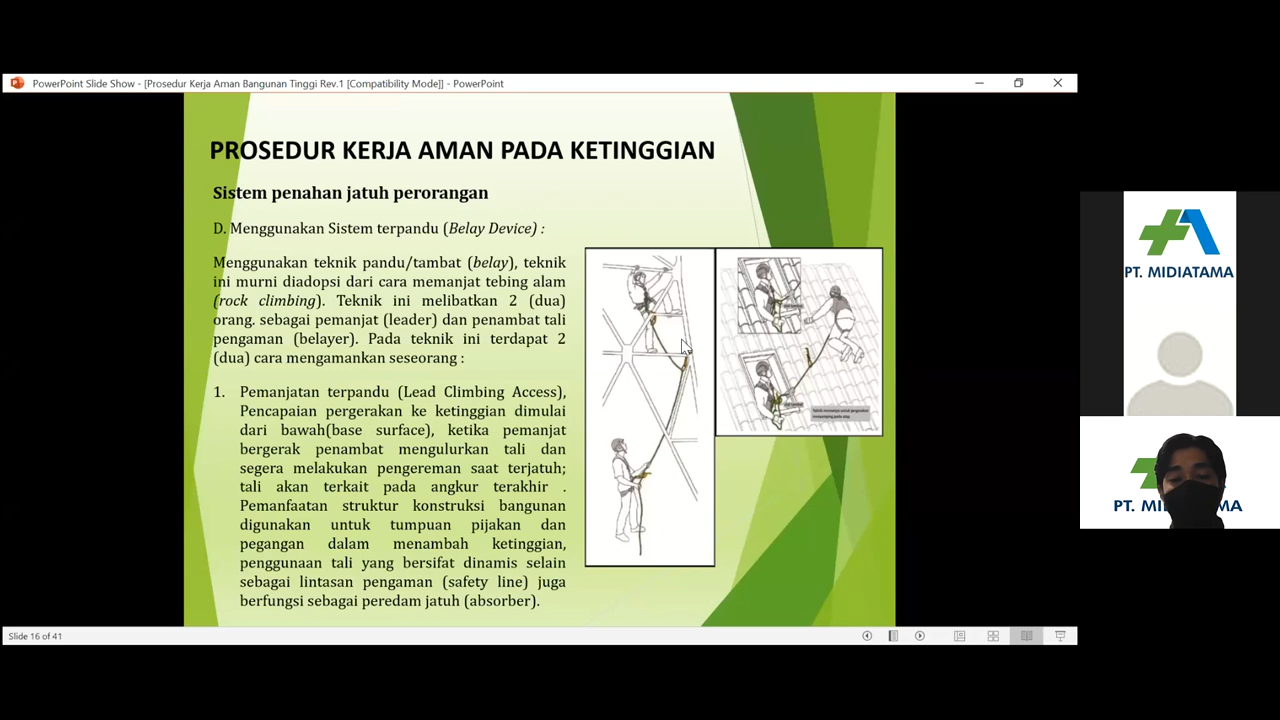 PowerPoint Slide Show - [Prosedur Kerja Aman Bangunan Tinggi Rev.1 [Compatibility Mode]] - PowerPoint
PROSEDUR KERJA AMAN PADA KETINGGIAN
Sistem penahan jatuh perorangan
D. Menggunakan Sistem terpandu (Belay Device) :
Menggunakan teknik pandu/tambat (belay), teknik
ini murni diadopsi dari cara memanjat tebing alam
(rock climbing). Teknik ini melibatkan 2 (dua)
orang. sebagai pemanjat (leader) dan penambat tali
pengaman (belayer). Pada teknik ini terdapat 2
(dua) cara mengamankan seseorang :
1. Pemanjatan terpandu (Lead Climbing Access),
Pencapaian pergerakan ke ketinggian dimulai
dari bawah(base surface), ketika pemanjat
bergerak penambat mengulurkan tali dan
segera melakukan pengereman saat terjatuh;
tali akan terkait pada angkur terakhir .
Pemanfaatan struktur konstruksi bangunan
digunakan untuk tumpuan pijakan dan
pegangan dalam menambah ketinggian,
penggunaan tali yang bersifat dinamis selain
sebagai lintasan pengaman (safety line) juga
berfungsi sebagai peredam jatuh (absorber).
Slide 16 of 41
PT. MIDIATAMA
PT. MI MA